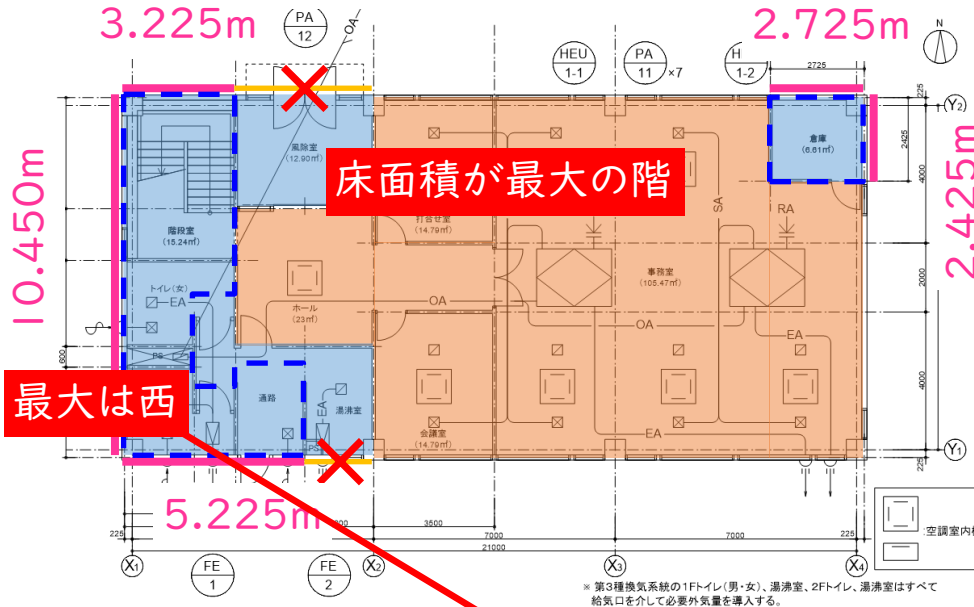 3.225m
PA
12
OA
HEU
1-1
PA
11
×7
H
1-2
2.725m
N
2725
225
Y2
風除室
(12.90㎡)
倉庫
(6.61㎡)
2425
4000
床面積が最大の階
打合せ室
(14.79㎡)
SA
RA
階段室
(15.24㎡)
10.450m
2.425m
トイレ(女)
EA
ホール
(23㎡)
OA
事務室
(105.47㎡)
2000
OA
EA
600
PS
最大は西
通路
EA
湯沸室
PS
会議室
(14.79㎡)
EA
4000
Y1
225
5.225m
3500
225
7000
7000
225
21000
X1
X2
X3
X4
FE
1
FE
2
空調室内機
※ 第3種換気系統の1Fトイレ(男・女)、湯沸室、2Fトイレ、湯沸室はすべて
給気口を介して必要外気量を導入する。